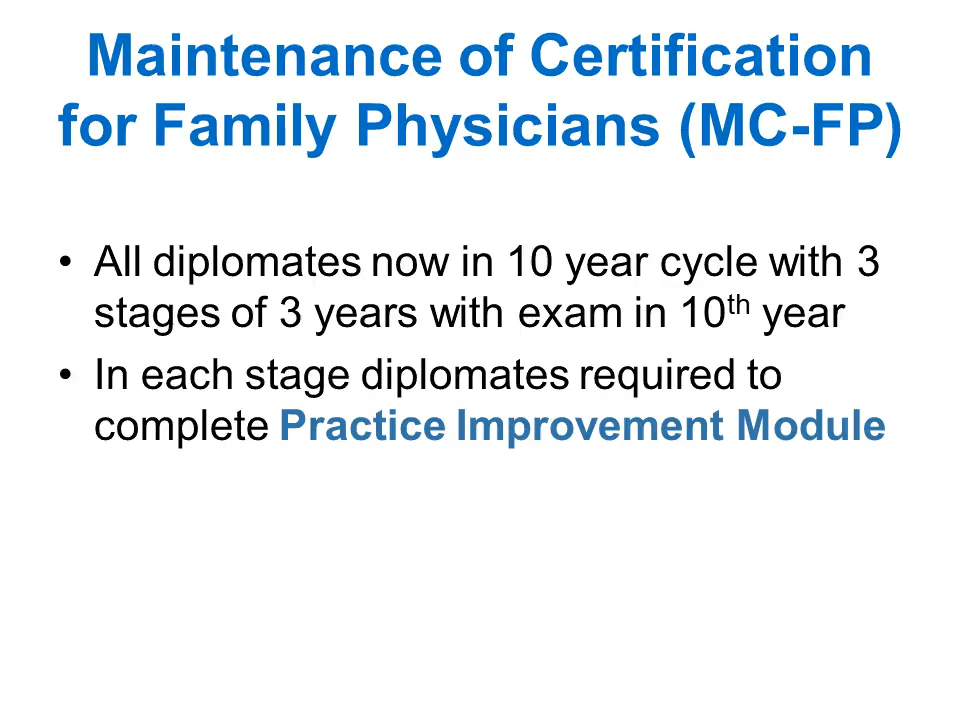 Maintenance of Certification
for Family Physicians (MC-FP)
• All diplomates now in 10 year cycle with 3
stages of 3 years with exam in 10th year
• In each stage diplomates required to
complete Practice Improvement Module